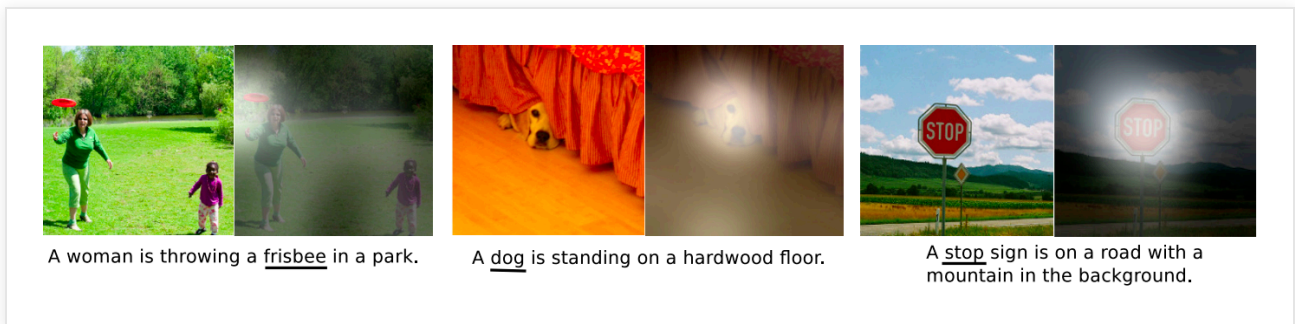 STOP
STOP
A woman is throwing a frisbee in a park.
A dog is standing on a hardwood floor.
A stop sign is on a road with a
mountain in the background.